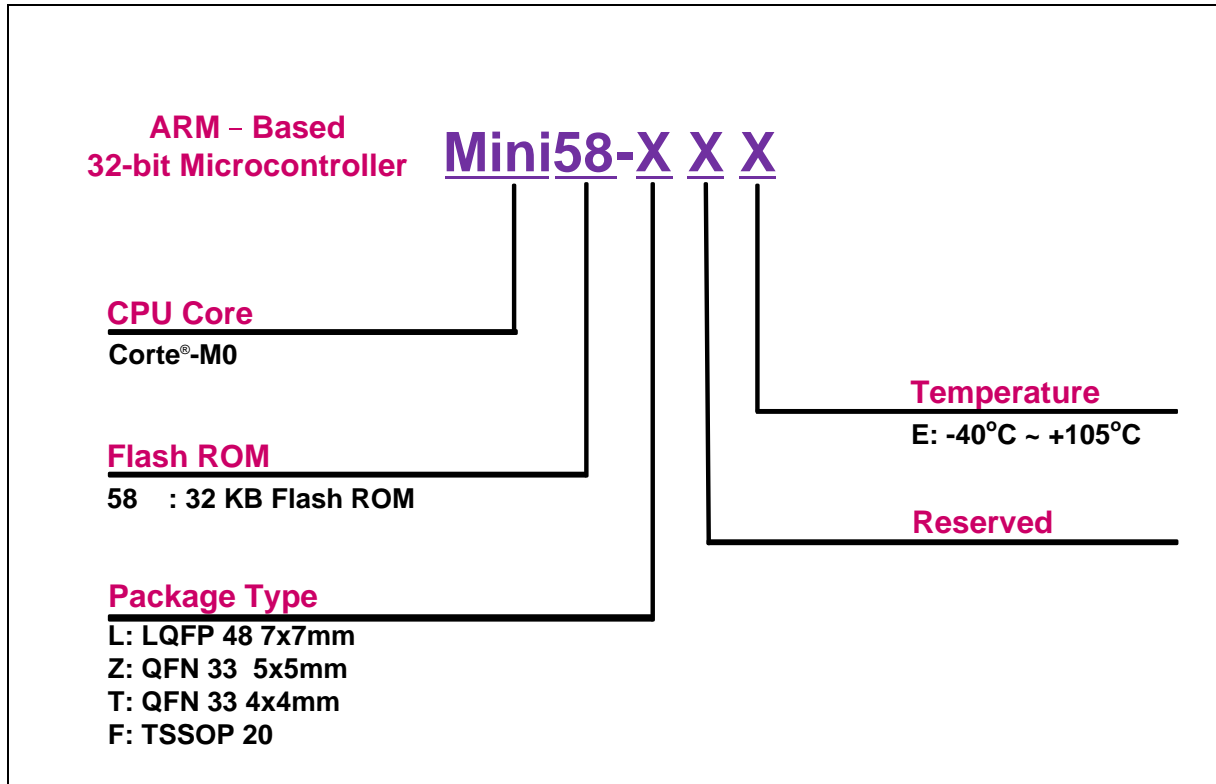 ARM – Based
32-bit Microcontroller
Mini58-X X X
CPU Core
Corte®-M0
Temperature
E: -40°C ~ +105°C
Flash ROM
58 : 32 KB Flash ROM
Reserved
Package Type
L: LQFP 48 7x7mm
Z: QFN 33 5x5mm
T: QFN 33 4x4mm
F: TSSOP 20